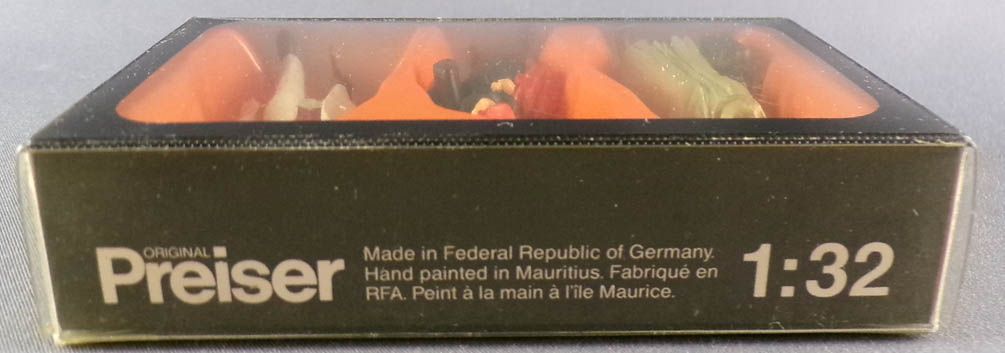 ORIGINAL
Preiser
Made in Federal Republic of Germany.
Hand painted in Mauritius. Fabriqué en
RFA. Peint à la main à l'île Maurice.
1:32